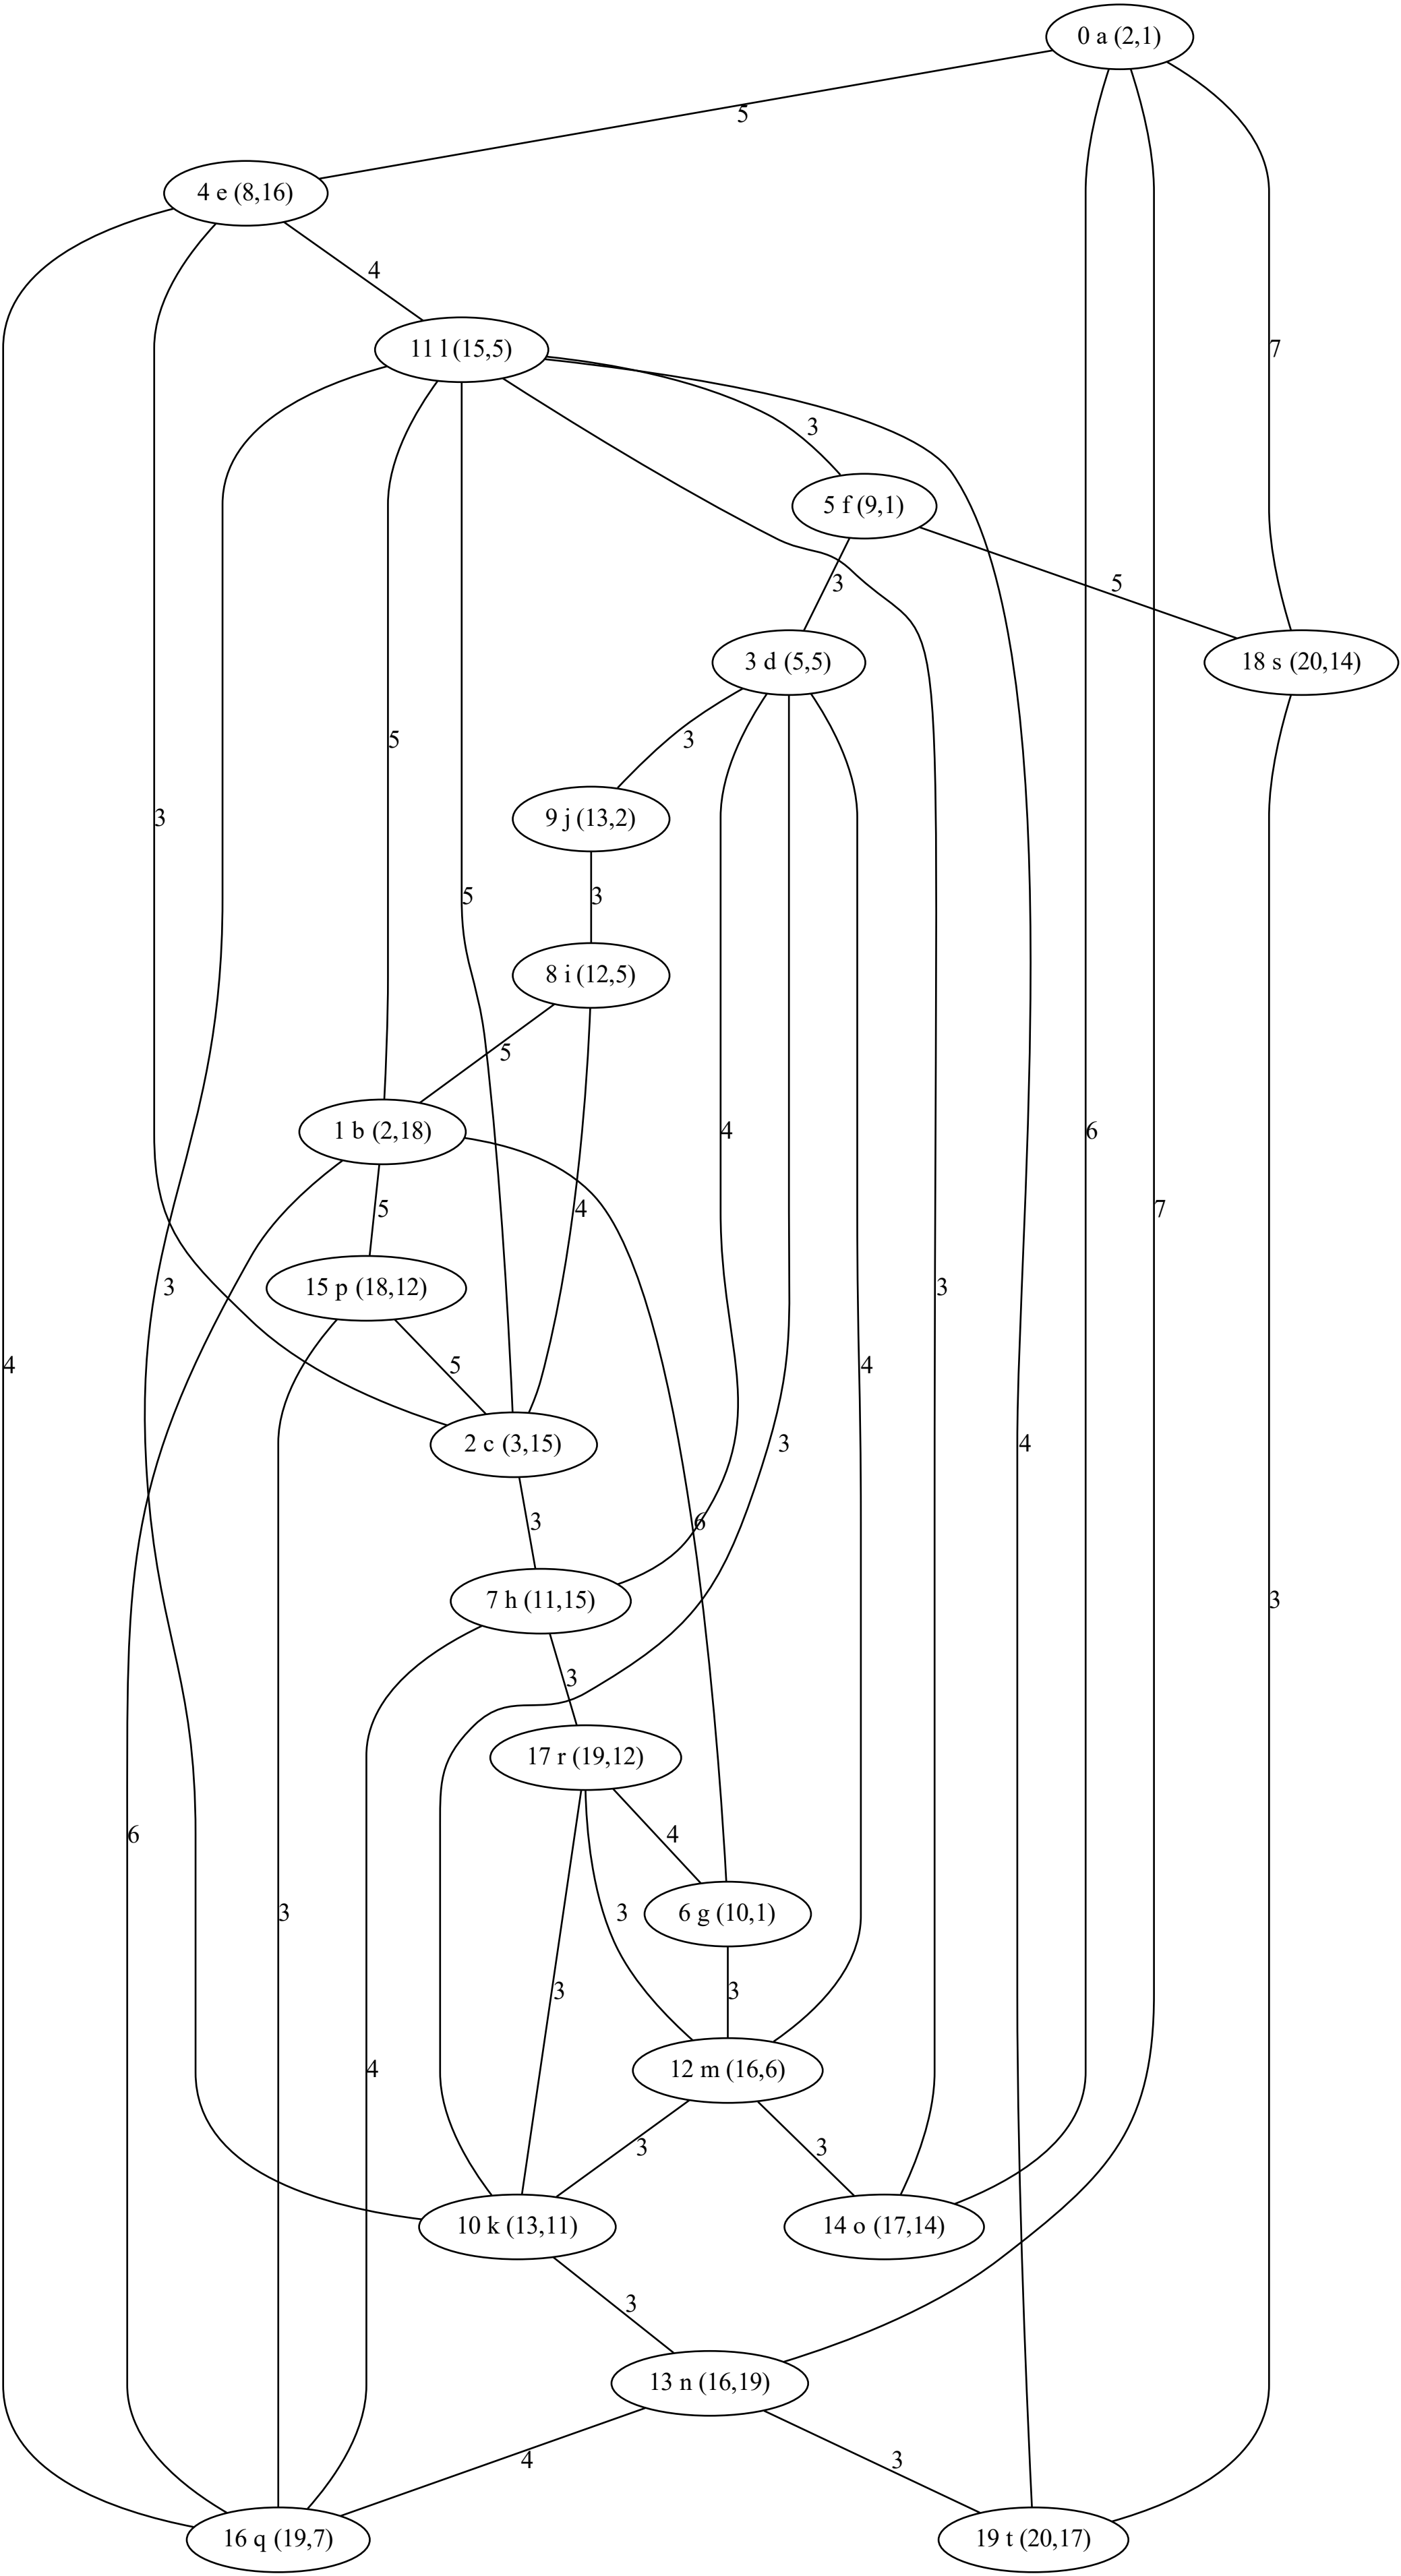 0 a (2,1)
5
4 e (8,16)
4
11 l (15,5)
7
3
5 f (9,1)
3
5
3 d (5,5)
18 s (20,14)
5
3
3
9 j (13,2)
5
3
8 i (12,5)
5
1 b (2,18)
4
6
5
4
7
3
15 p (18,12)
3
4
5
4
2 c (3,15)
3
4
3
6
7 h (11,15)
3
3
17 r (19,12)
6
4
3
3
6 g (10,1)
3
3
4
12 m (16,6)
3
3
10 k (13,11)
14 o (17,14)
3
13 n (16,19)
4
3
16 q (19,7)
19 t (20,17)